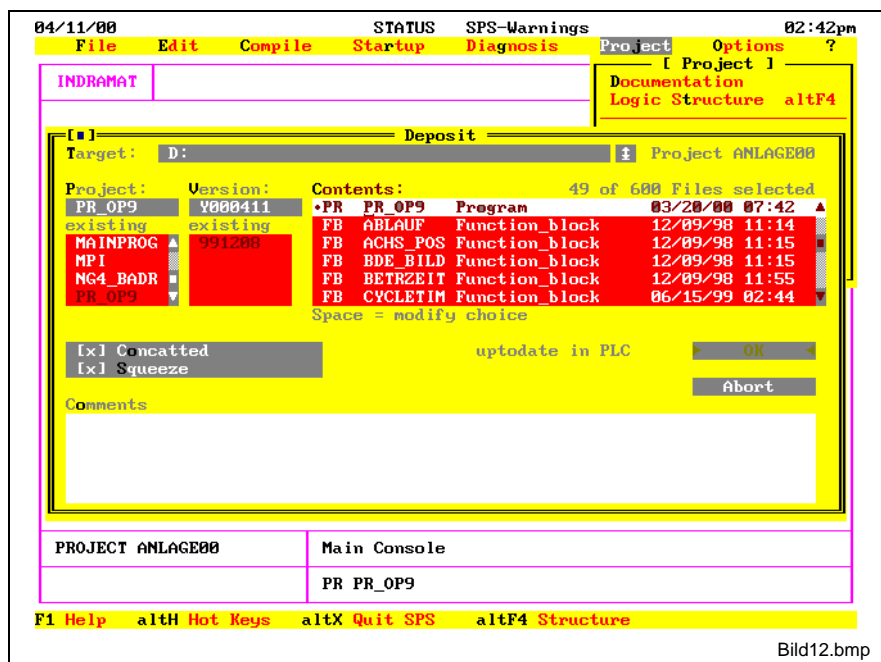 04/11/00 STATUS SPS-Warnings 02:42pm
File Edit Compile Startup Diagnosis Project Options ?
[ Project ]
INDRAMAT Documentation
Logic Structure altF4
[■] Deposit
Target: D: ↕ Project ANLAGE00
Project: Version: Contents: 49 of 600 Files selected
PR_OP9 Y000411 •PR PR_OP9 Program 03/20/00 07:42
existing existing FB ABLAUF Function_block 12/09/98 11:14
MAINPROG 991208 FB ACHS_POS Function_block 12/09/98 11:15
MPI FB BDE_BILD Function_block 12/09/98 11:15
NG4_BADR FB BETRZEIT Function_block 12/09/98 11:55
PR_OP9 FB CYCLETIM Function_block 06/15/99 02:44
Space = modify choice
[x] Concatted uptodate in PLC OK
[x] Squeeze
Abort
Comments
PROJECT ANLAGE00 Main Console
PR PR_OP9
F1 Help altH Hot Keys altX Quit SPS altF4 Structure
Bild12.bmp